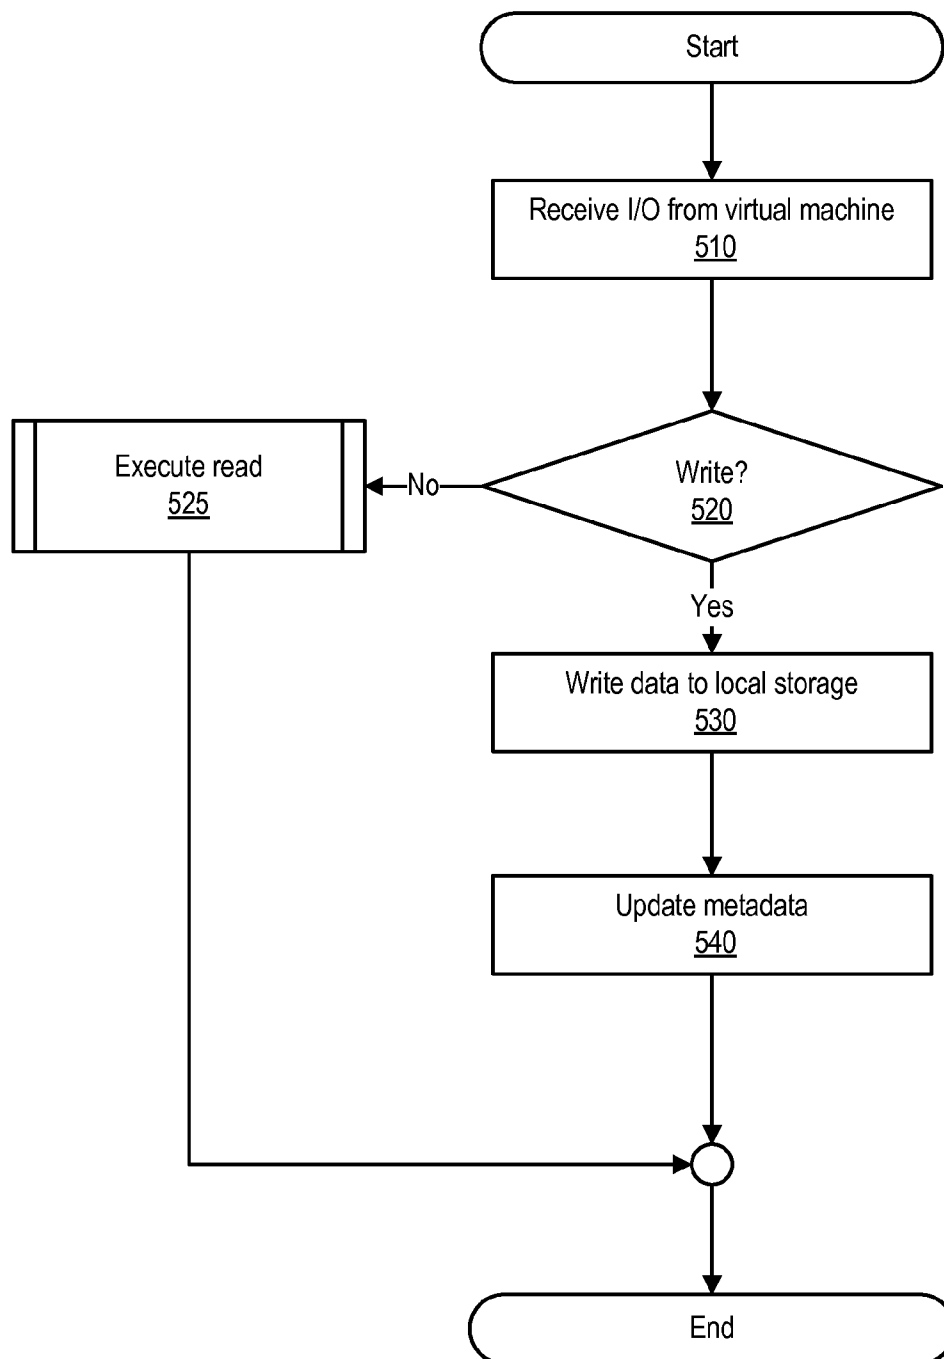 Start
Receive I/O from virtual machine
510
Write?
520
No
Execute read
525
Yes
Write data to local storage
530
Update metadata
540
End